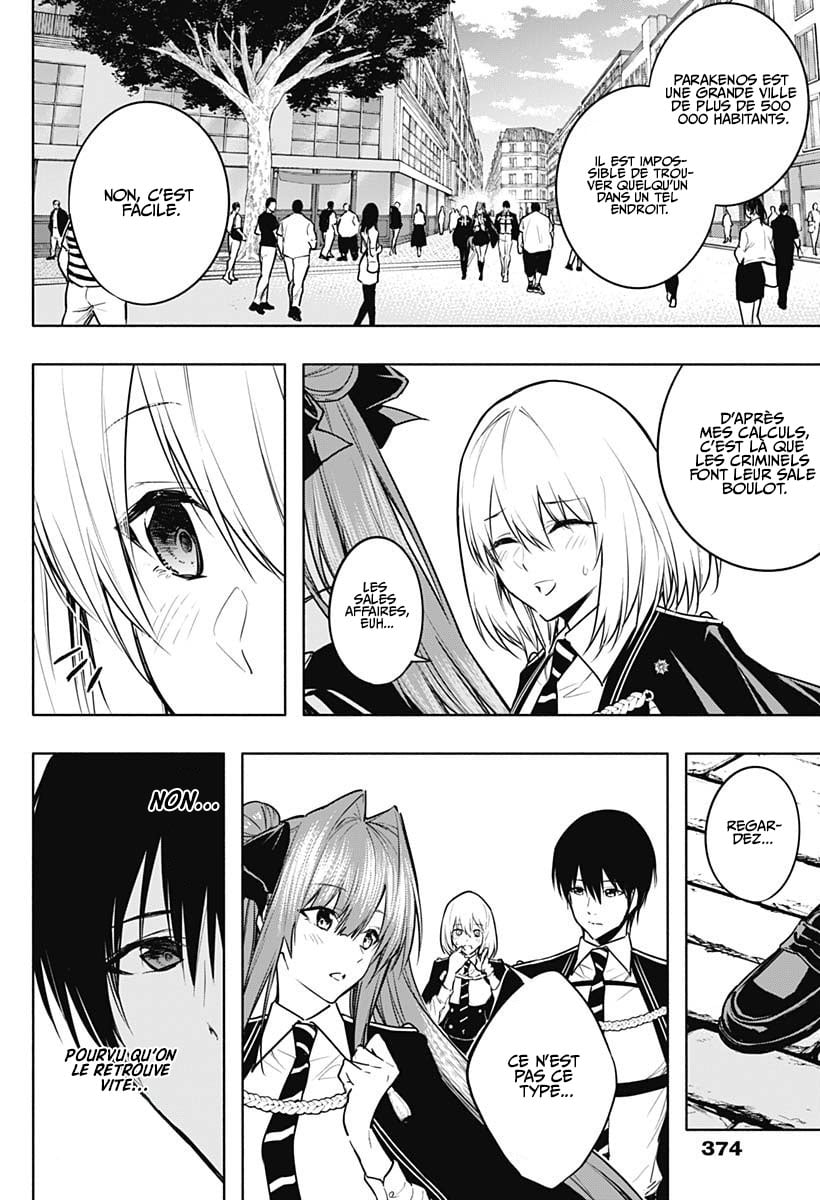 PARAKENOS EST
UNE GRANDE VILLE
DE PLUS DE 500
000 HABITANTS.
IL EST IMPOS-
SIBLE DE TROU-
VER QUELQU'UN
DANS UN TEL
ENDROIT.
NON, C'EST
FACILE.
D'APRÈS
MES CALCULS,
C'EST LÀ QUE
LES CRIMINELS
FONT LEUR SALE
BOULOT.
LES
SALES
AFFAIRES,
EUH...
REGAR-
DEZ...
CE N'EST
PAS CE
TYPE...
NON...
POURVU QU'ON
LE RETROUVE
VITE...
374